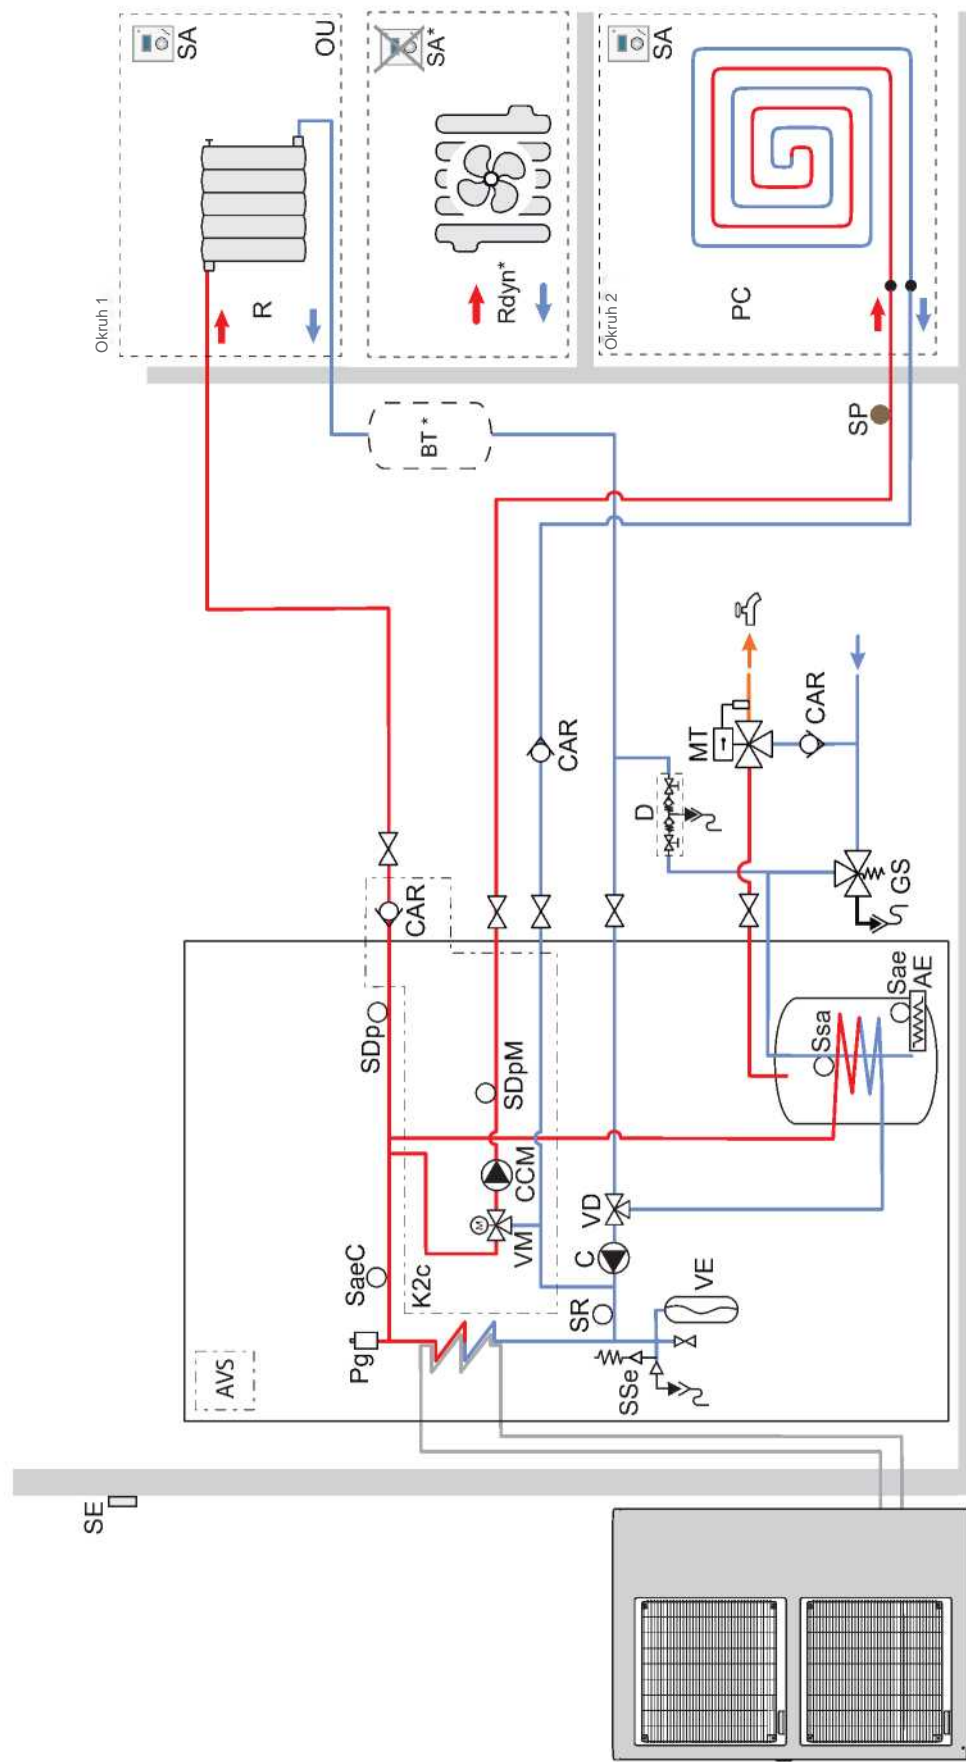 SE
AVS
Pg
SaeC
K2c
SDp
CAR
SDpM
CCM
VM
M
C
VD
SR
SSe
VE
Ssa
Sae
AE
CAR
D
MT
CAR
GS
BT *
SP
Okruh 1
R
SA
OU
Rdyn*
SA*
Okruh 2
PC
SA